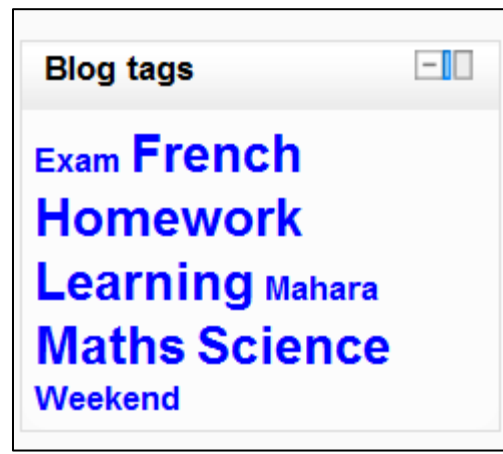 Blog tags
Exam French
Homework
Learning Mahara
Maths Science
Weekend